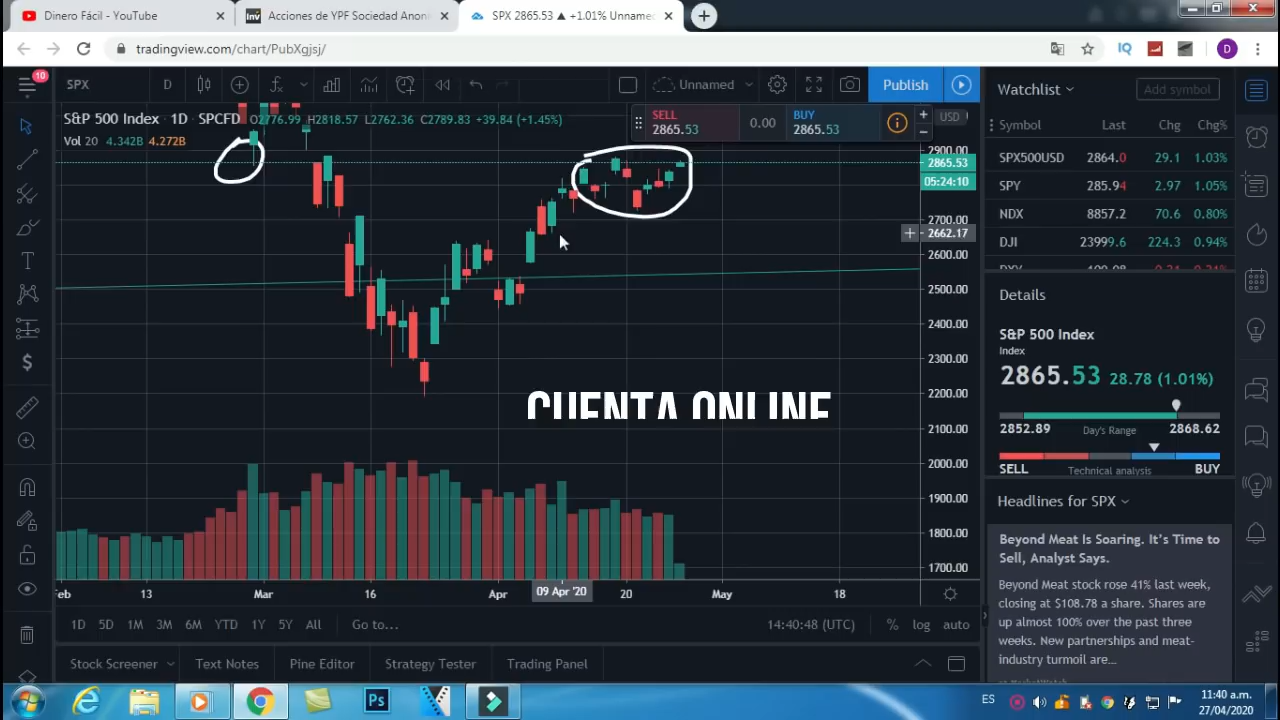 Dinero Fácil - YouTube
Acciones de YPF Sociedad Anón
SPX 2865.53 ▲ +1.01% Unnamed
tradingview.com/chart/PubXgjsj/
IQ
D
10
SPX
D
Unnamed
Publish
S&P 500 Index · 1D · SPCFD O2776.99 H2818.57 L2762.36 C2789.83 +39.84 (+1.45%)
Vol 20 4.342B 4.272B
SELL
2865.53
0.00
BUY
2865.53
USD
2900.00
2865.53
05:24:10
2700.00
2662.17
2600.00
2500.00
2400.00
2300.00
2200.00
2100.00
2000.00
1900.00
1800.00
1700.00
CUENTA ONLINE
Feb
13
Mar
16
Apr
09 Apr '20
20
May
18
1D 5D 1M 3M 6M YTD 1Y 5Y All Go to...
14:40:48 (UTC) % log auto
Stock Screener
Text Notes
Pine Editor
Strategy Tester
Trading Panel
Watchlist
Add symbol
Symbol Last Chg Chg%
SPX500USD 2864.0 29.1 1.03%
SPY 285.94 2.97 1.05%
NDX 8857.2 70.6 0.80%
DJI 23999.6 224.3 0.94%
Details
S&P 500 Index
Index
2865.53 28.78 (1.01%)
2852.89 Day's Range 2868.62
SELL Technical analysis BUY
Headlines for SPX
Beyond Meat Is Soaring. It's Time to
Sell, Analyst Says.
Beyond Meat stock rose 41% last week,
closing at $108.78 a share. Shares are
up almost 100% over the past three
weeks. New partnerships and meat-
industry turmoil are...
Ps
ES
11:40 a.m.
27/04/2020